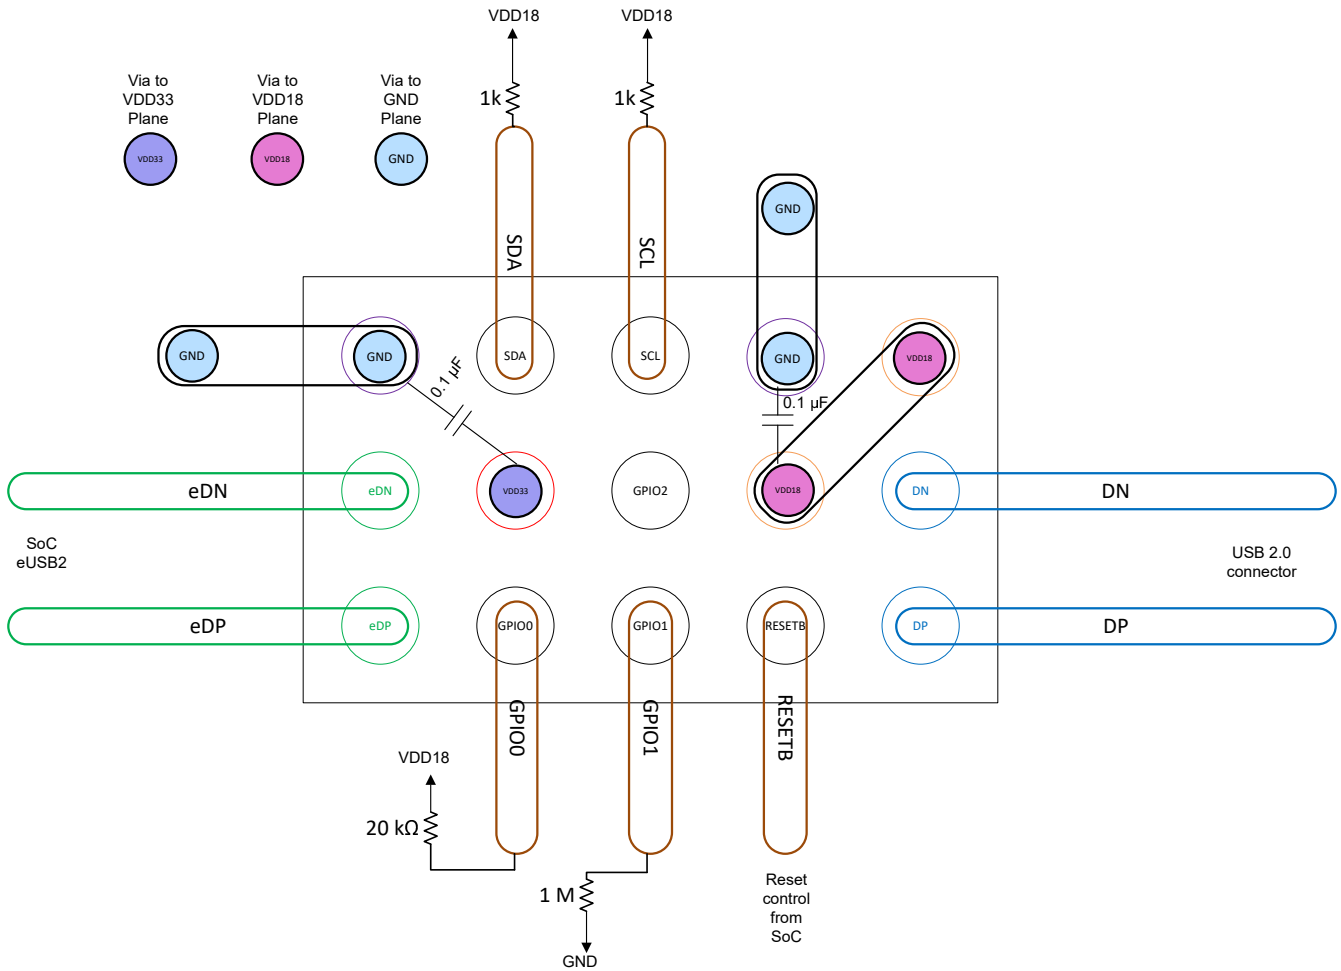 VDD18
VDD18
Via to
VDD33
Plane
Via to
VDD18
Plane
Via to
GND
Plane
1k
1k
VDD33
VDD18
GND
GND
SDA
SCL
GND
GND
SDA
SCL
GND
VDD18
0.1 µF
0.1 µF
eDN
eDN
VDD33
GPIO2
VDD18
DN
DN
SoC
eUSB2
USB 2.0
connector
eDP
eDP
GPIO0
GPIO1
RESETB
DP
DP
GPIO0
GPIO1
RESETB
VDD18
20 kΩ
1 M
GND
Reset
control
from
SoC